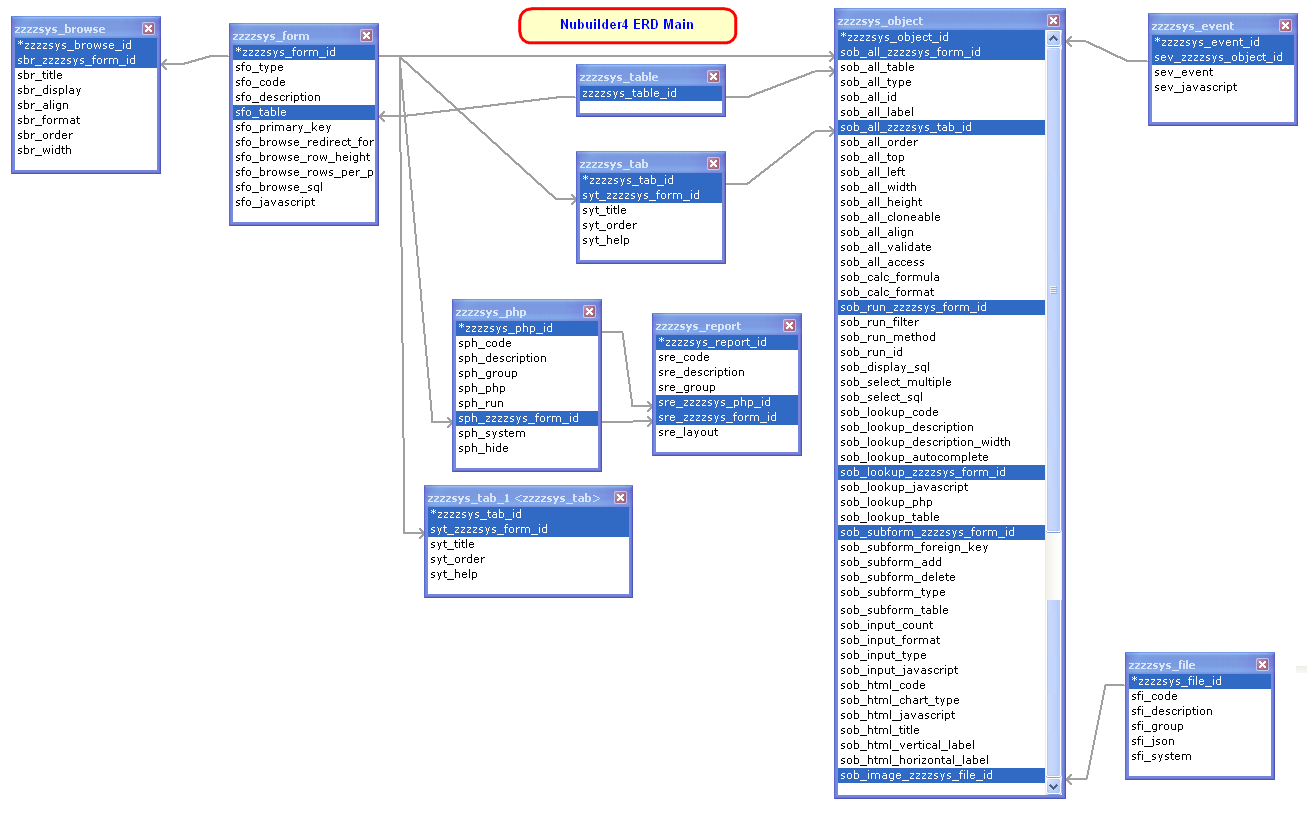 Nubuilder4 ERD Main
zzzzsys_browse
*zzzzsys_browse_id
sbr_zzzzsys_form_id
sbr_title
sbr_display
sbr_align
sbr_format
sbr_order
sbr_width
zzzzsys_form
*zzzzsys_form_id
sfo_type
sfo_code
sfo_description
sfo_table
sfo_primary_key
sfo_browse_redirect_for
sfo_browse_row_height
sfo_browse_rows_per_p
sfo_browse_sql
sfo_javascript
zzzzsys_table
zzzzsys_table_id
zzzzsys_tab
*zzzzsys_tab_id
syt_zzzzsys_form_id
syt_title
syt_order
syt_help
zzzzsys_php
*zzzzsys_php_id
sph_code
sph_description
sph_group
sph_php
sph_run
sph_zzzzsys_form_id
sph_system
sph_hide
zzzzsys_report
*zzzzsys_report_id
sre_code
sre_description
sre_group
sre_zzzzsys_php_id
sre_zzzzsys_form_id
sre_layout
zzzzsys_tab_1 <zzzzsys_tab>
*zzzzsys_tab_id
syt_zzzzsys_form_id
syt_title
syt_order
syt_help
zzzzsys_object
*zzzzsys_object_id
sob_all_zzzzsys_form_id
sob_all_table
sob_all_type
sob_all_id
sob_all_label
sob_all_zzzzsys_tab_id
sob_all_order
sob_all_top
sob_all_left
sob_all_width
sob_all_height
sob_all_cloneable
sob_all_align
sob_all_validate
sob_all_access
sob_calc_formula
sob_calc_format
sob_run_zzzzsys_form_id
sob_run_filter
sob_run_method
sob_run_id
sob_display_sql
sob_select_multiple
sob_select_sql
sob_lookup_code
sob_lookup_description
sob_lookup_description_width
sob_lookup_autocomplete
sob_lookup_zzzzsys_form_id
sob_lookup_javascript
sob_lookup_php
sob_lookup_table
sob_subform_zzzzsys_form_id
sob_subform_foreign_key
sob_subform_add
sob_subform_delete
sob_subform_type
sob_subform_table
sob_input_count
sob_input_format
sob_input_type
sob_input_javascript
sob_html_code
sob_html_chart_type
sob_html_javascript
sob_html_title
sob_html_vertical_label
sob_html_horizontal_label
sob_image_zzzzsys_file_id
zzzzsys_event
*zzzzsys_event_id
sev_zzzzsys_object_id
sev_event
sev_javascript
zzzzsys_file
*zzzzsys_file_id
sfi_code
sfi_description
sfi_group
sfi_json
sfi_system